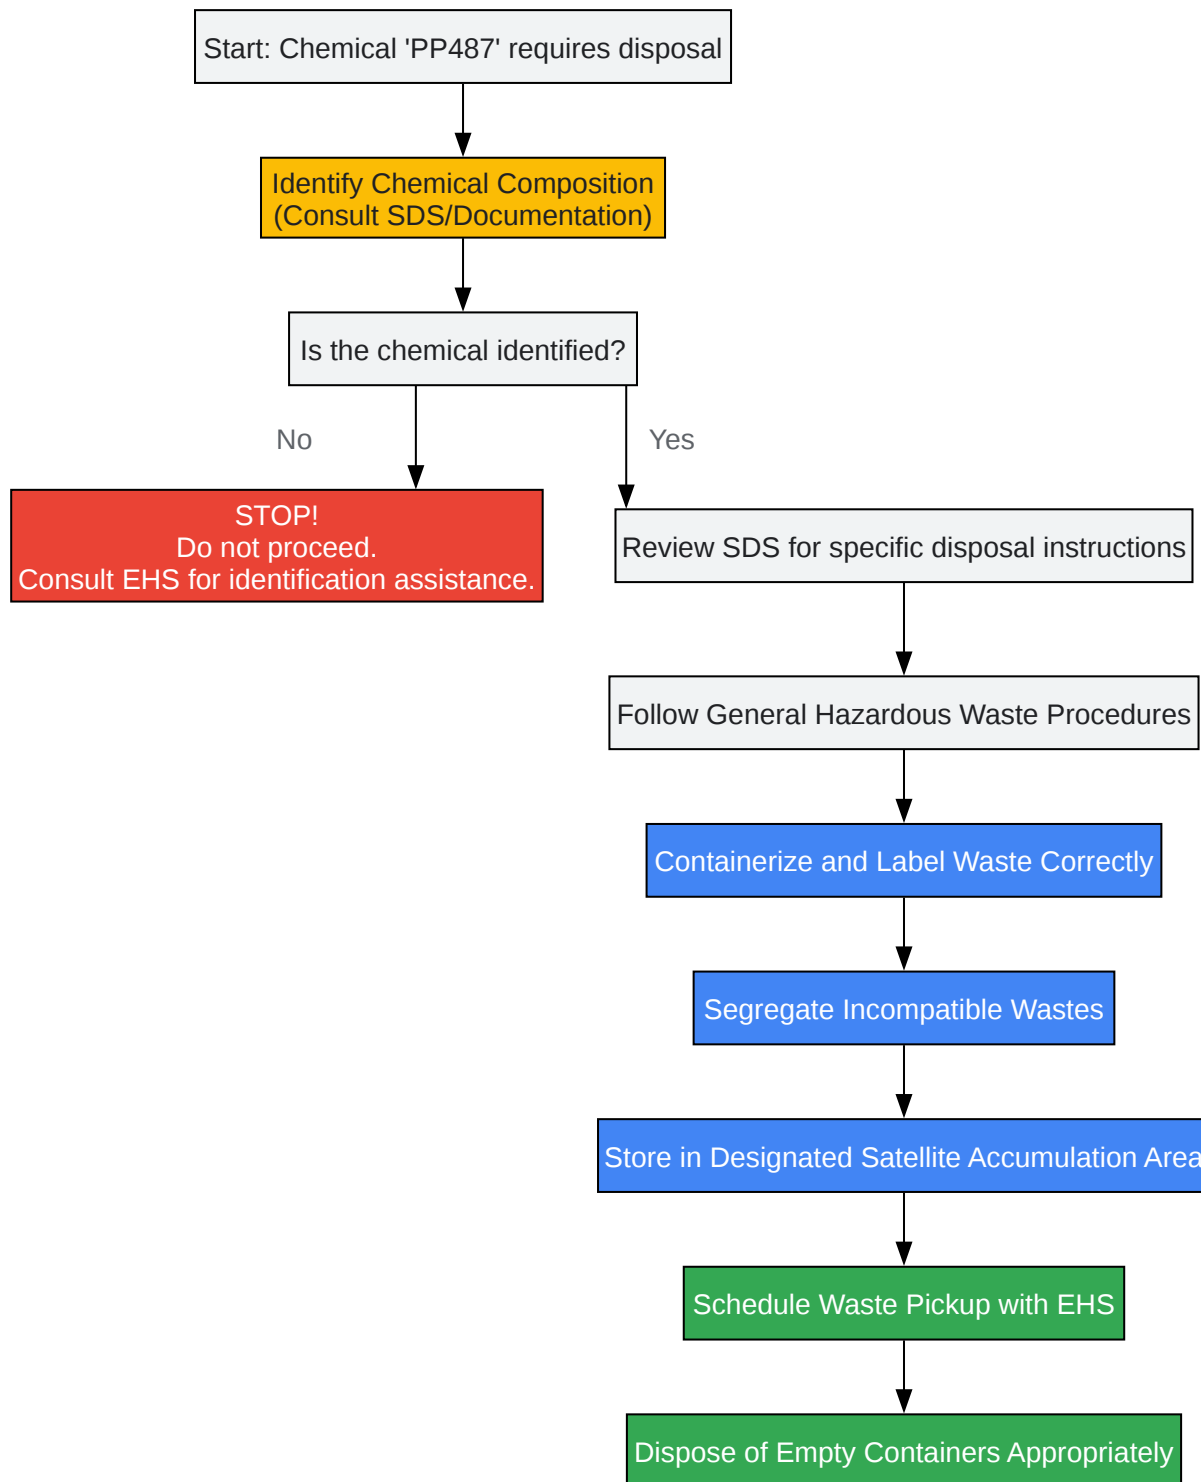 Start: Chemical 'PP487' requires disposal
Identify Chemical Composition
(Consult SDS/Documentation)
Is the chemical identified?
No
Yes
STOP!
Do not proceed.
Consult EHS for identification assistance.
Review SDS for specific disposal instructions
Follow General Hazardous Waste Procedures
Containerize and Label Waste Correctly
Segregate Incompatible Wastes
Store in Designated Satellite Accumulation Area
Schedule Waste Pickup with EHS
Dispose of Empty Containers Appropriately